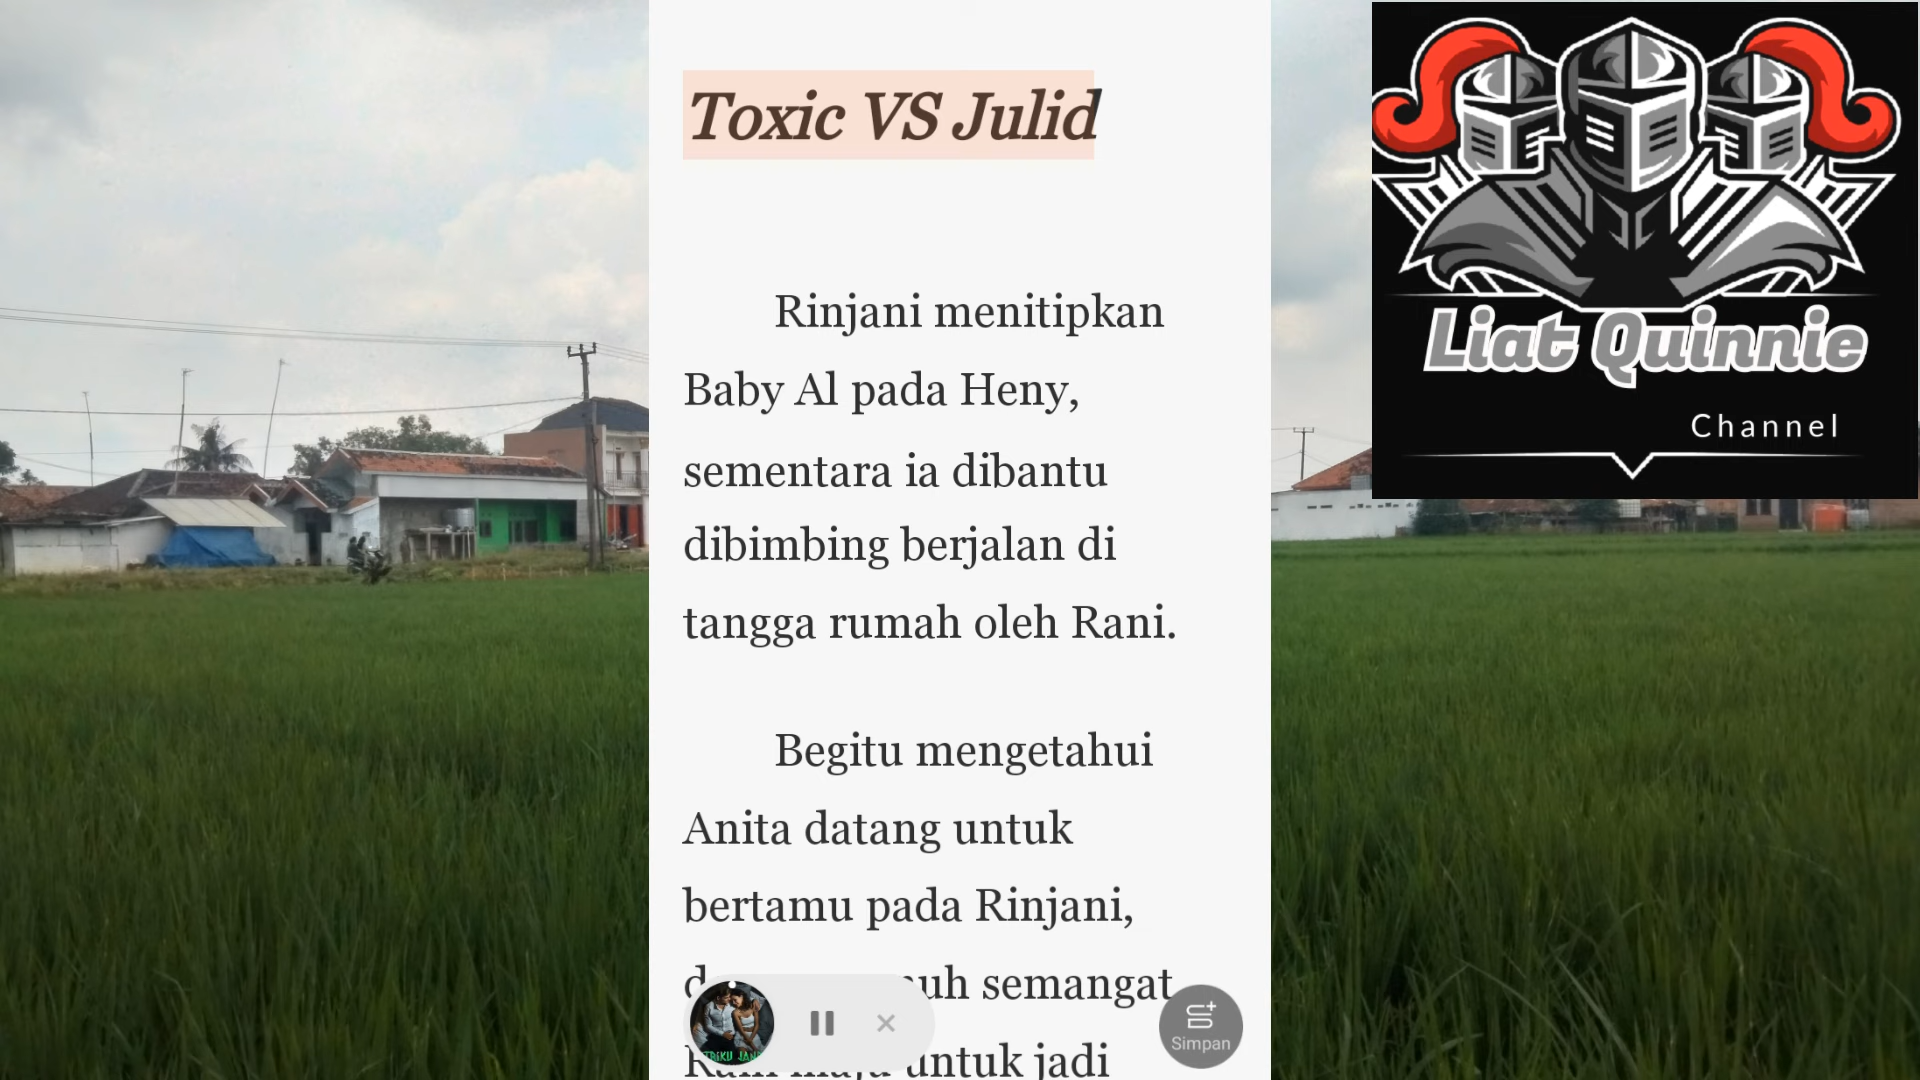 Toxic VS Julid
Rinjani menitipkan
Baby Al pada Heny,
sementara ia dibantu
dibimbing berjalan di
tangga rumah oleh Rani.
Begitu mengetahui
Anita datang untuk
bertamu pada Rinjani,
semangat
untuk jadi
Simpan
Liat Quinnie
Channel